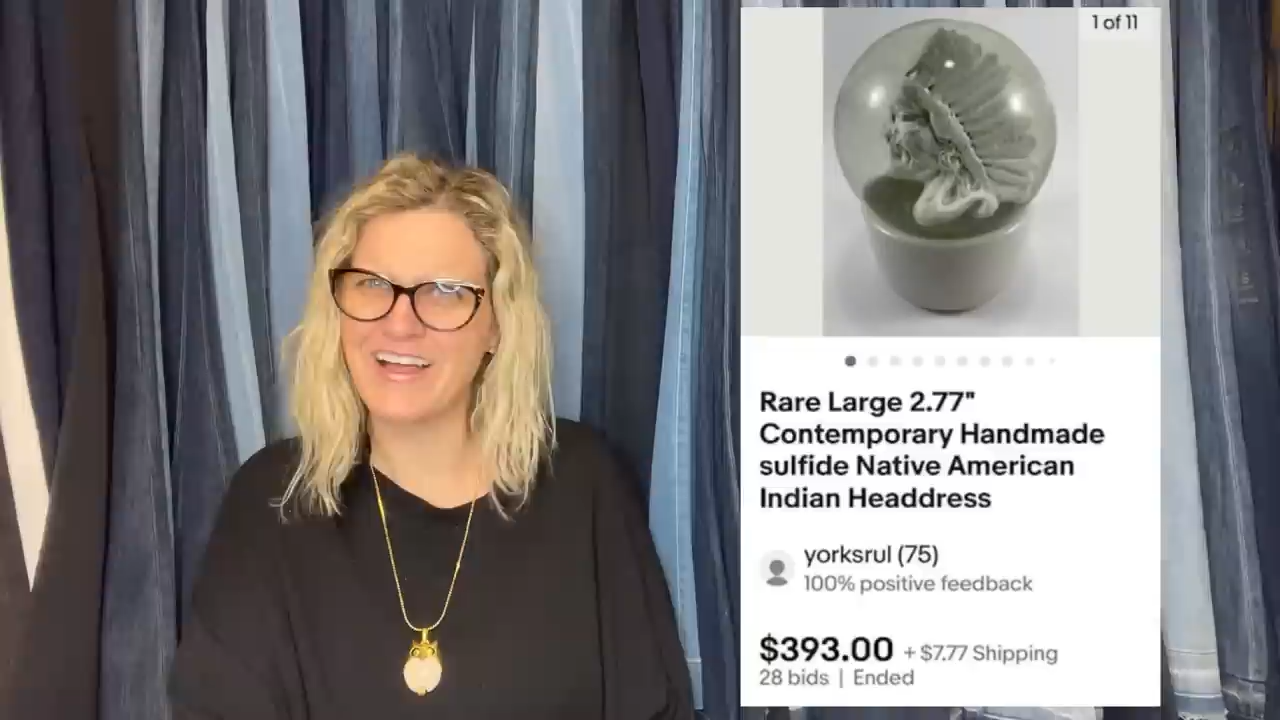 1 of 11
Rare Large 2.77"
Contemporary Handmade
sulfide Native American
Indian Headdress
yorksrul (75)
100% positive feedback
$393.00 + $7.77 Shipping
28 bids | Ended